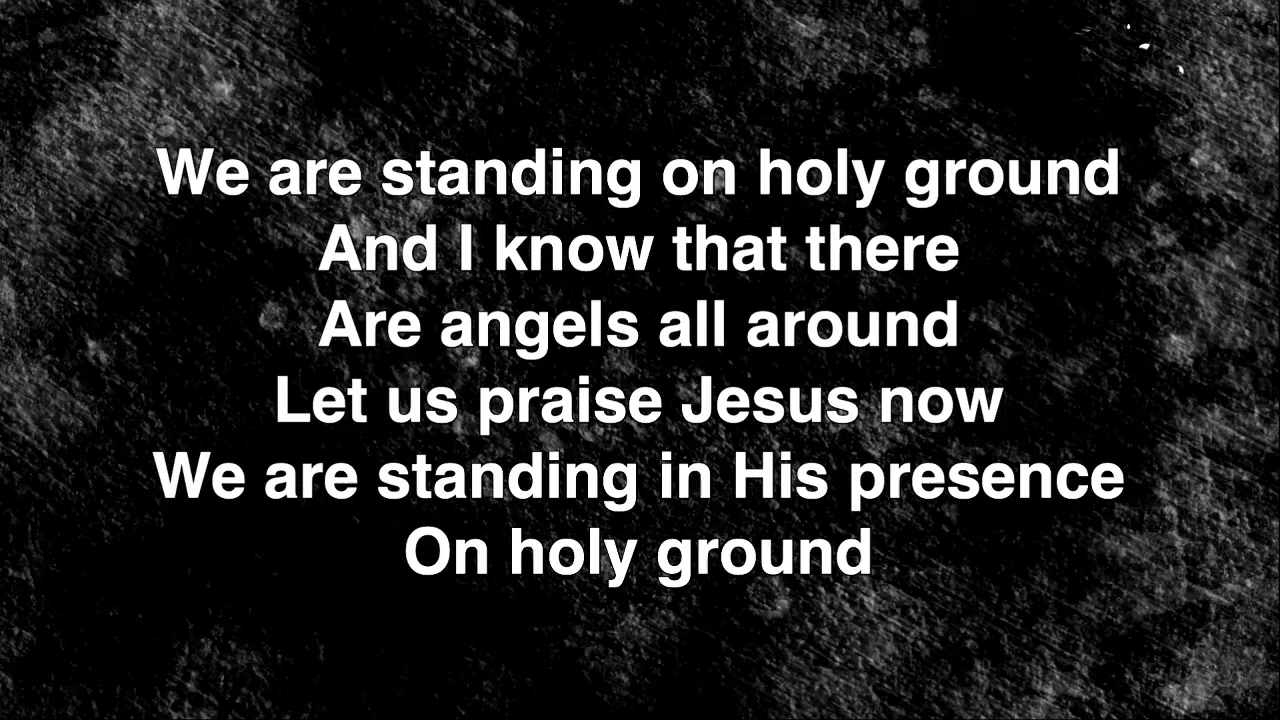 We are standing on holy ground
And I know that there
Are angels all around
Let us praise Jesus now
We are standing in His presence
On holy ground